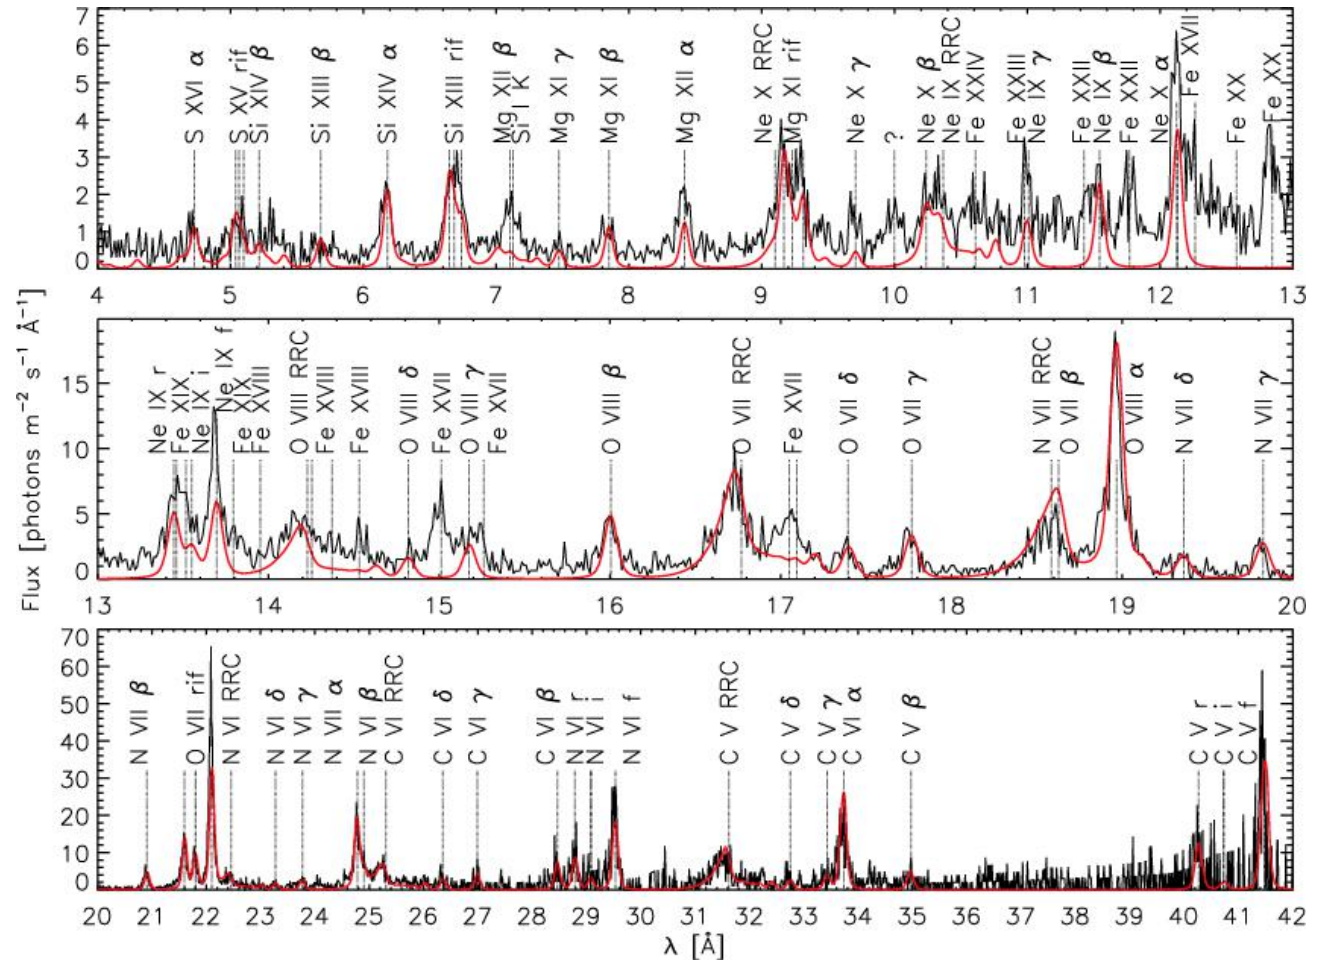 Flux [photons m⁻² s⁻¹ Å⁻¹]
7
6
5
4
3
2
1
0
S XVI α
S XV rif
Si XIV β
Si XIII β
Si XIV α
Si XIII rif
Mg XII β
Si I K
Mg XI γ
Mg XI β
Mg XII α
Ne X RRC
Mg XI rif
Ne X γ
?
Ne X β
Ne IX RRC
Fe XXIV
Fe XXIII
Ne IX γ
Fe XXII
Ne IX β
Fe XXII
Ne X α
Fe XVII
Fe XX
Fe XX
4 5 6 7 8 9 10 11 12 13
15
10
5
0
Ne IX r
Fe XIX
Ne IX i
Ne IX f
Fe XIX
Fe XVIII
O VIII RRC
Fe XVIII
Fe XVIII
O VIII δ
Fe XVII
O VIII γ
Fe XVII
O VIII β
O VII RRC
Fe XVII
O VII δ
O VII γ
N VII RRC
O VII β
O VIII α
N VII δ
N VII γ
13 14 15 16 17 18 19 20
70
60
50
40
30
20
10
0
N VII β
O VII rif
N VI RRC
N VI δ
N VI γ
N VII α
N VI β
C VI RRC
C VI δ
C VI γ
C VI β
N VI r
N VI i
N VI f
C V RRC
C V δ
C V γ
C VI α
C V β
C V r
C V i
C V f
20 21 22 23 24 25 26 27 28 29 30 31 32 33 34 35 36 37 38 39 40 41 42
λ [Å]